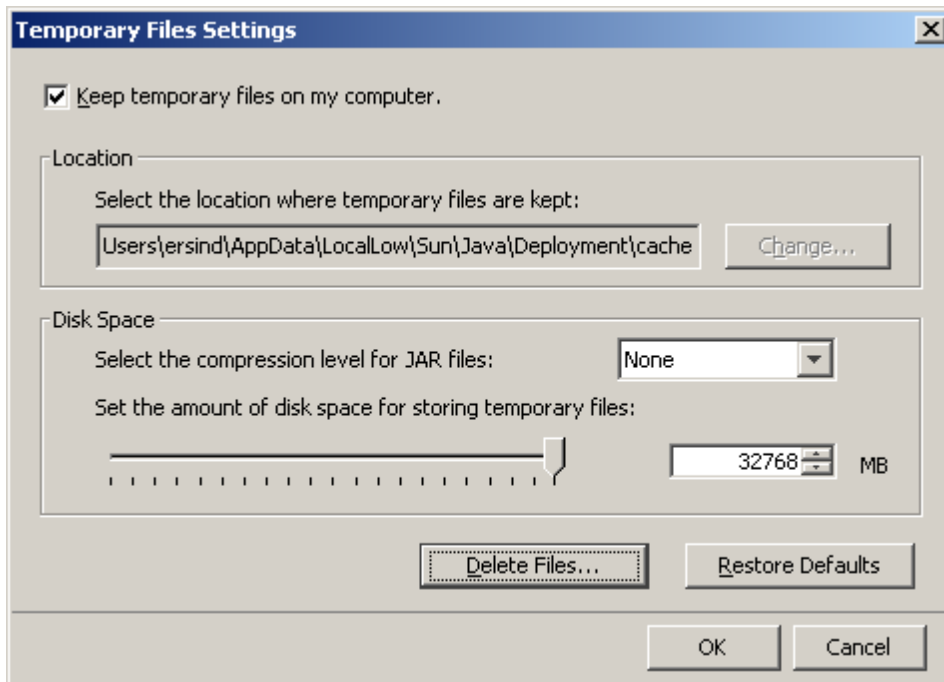 Temporary Files Settings
Keep temporary files on my computer.
Location
Select the location where temporary files are kept:
Users\ersind\AppData\LocalLow\Sun\Java\Deployment\cache
Change...
Disk Space
Select the compression level for JAR files:
None
Set the amount of disk space for storing temporary files:
32768
MB
Delete Files...
Restore Defaults
OK
Cancel